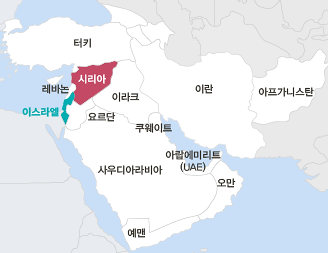 터키
시리아
레바논
이란
아프가니스탄
이라크
이스라엘
요르단
쿠웨이트
아랍에미리트
(UAE)
사우디아라비아
오만
예맨